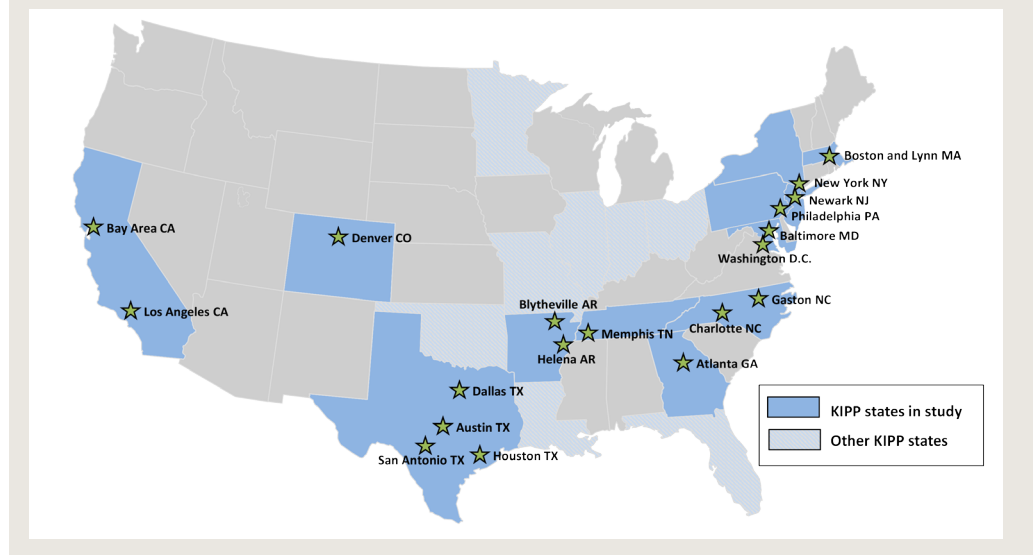 Boston and Lynn MA
New York NY
Newark NJ
Philadelphia PA
Bay Area CA
Denver CO
Baltimore MD
Washington D.C.
Blytheville AR
Gaston NC
Los Angeles CA
Memphis TN
Charlotte NC
Helena AR
Atlanta GA
Dallas TX
KIPP states in study
Austin TX
Other KIPP states
San Antonio TX
Houston TX